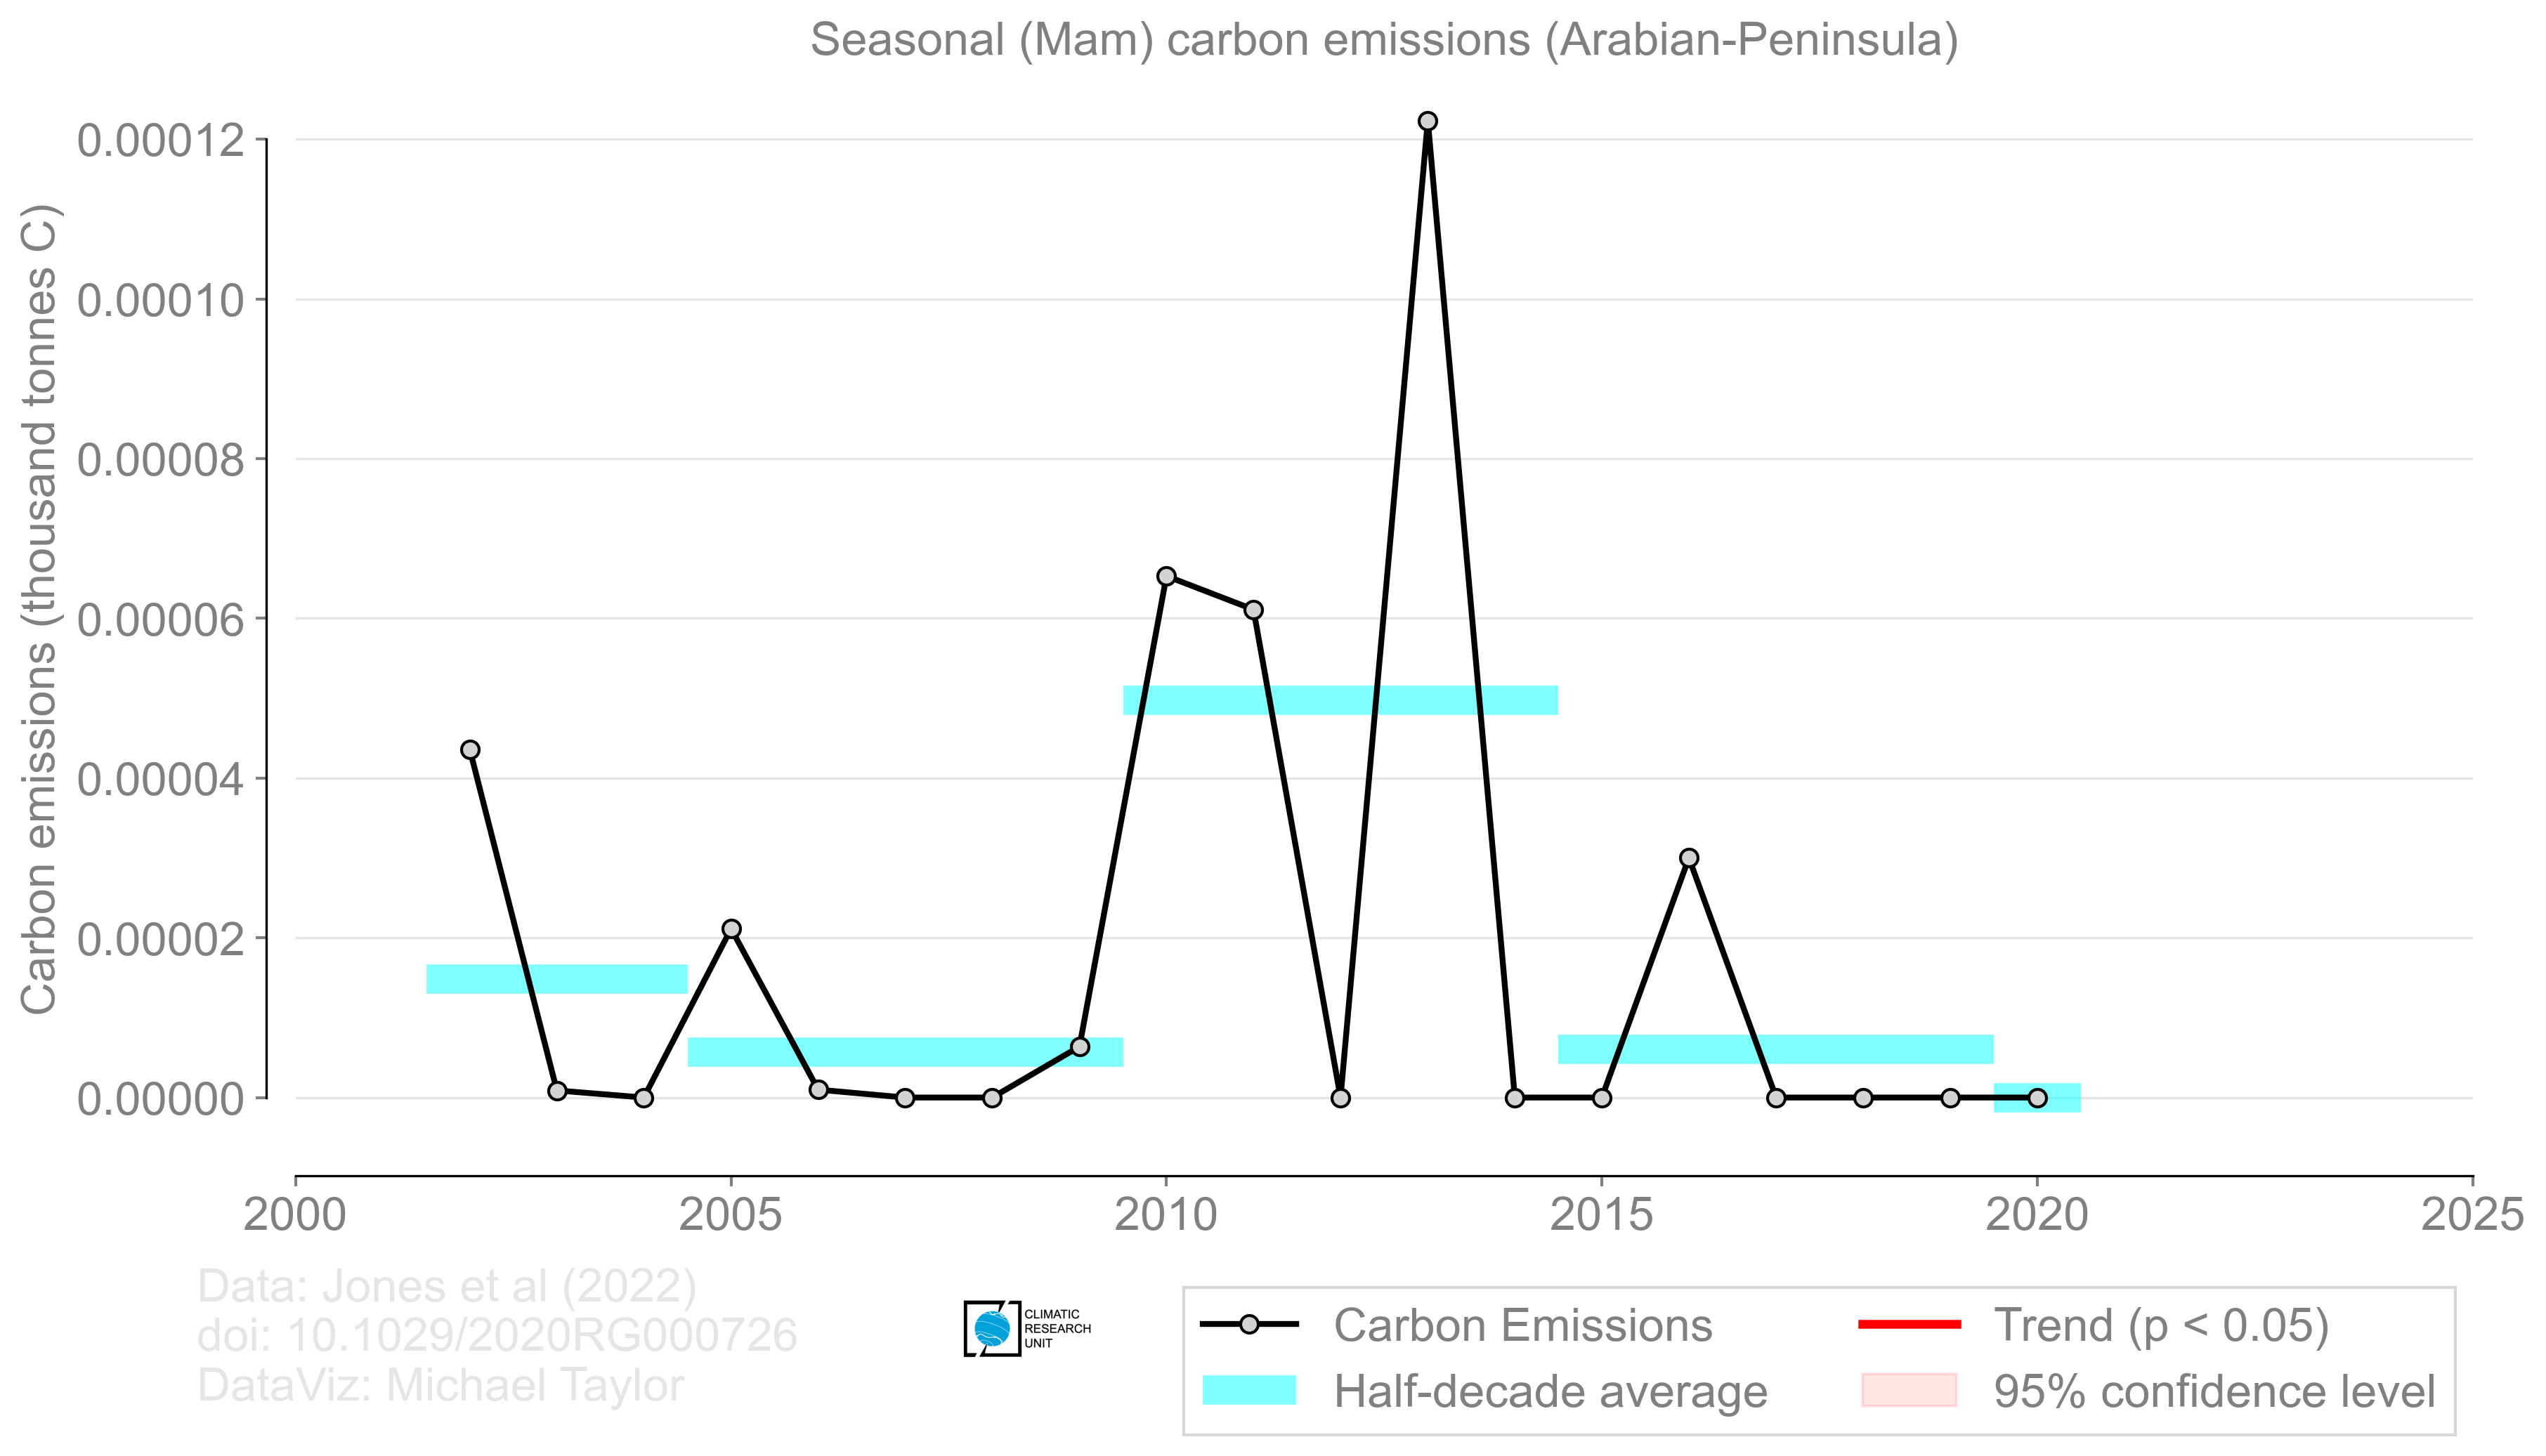 Seasonal (Mam) carbon emissions (Arabian-Peninsula)
Carbon emissions (thousand tonnes C)
0.00012
0.00010
0.00008
0.00006
0.00004
0.00002
0.00000
2000 2005 2010 2015 2020 2025
Data: Jones et al (2022)
doi: 10.1029/2020RG000726
DataViz: Michael Taylor
CLIMATIC
RESEARCH
UNIT
Carbon Emissions
Half-decade average
Trend (p < 0.05)
95% confidence level